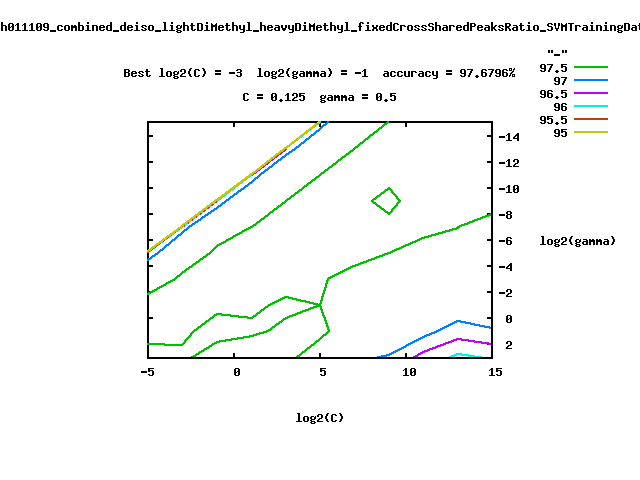 h011109_combined_deiso_lightDiMethyl_heavyDiMethyl_fixedCrossSharedPeaksRatio_SVMTrainingDat
"-"
Best log2(C) = -3 log2(gamma) = -1 accuracy = 97.6796%
C = 0.125 gamma = 0.5
97.5
97
96.5
96
95.5
95
-14
-12
-10
-8
-6
-4
-2
0
2
log2(gamma)
-5 0 5 10 15
log2(C)